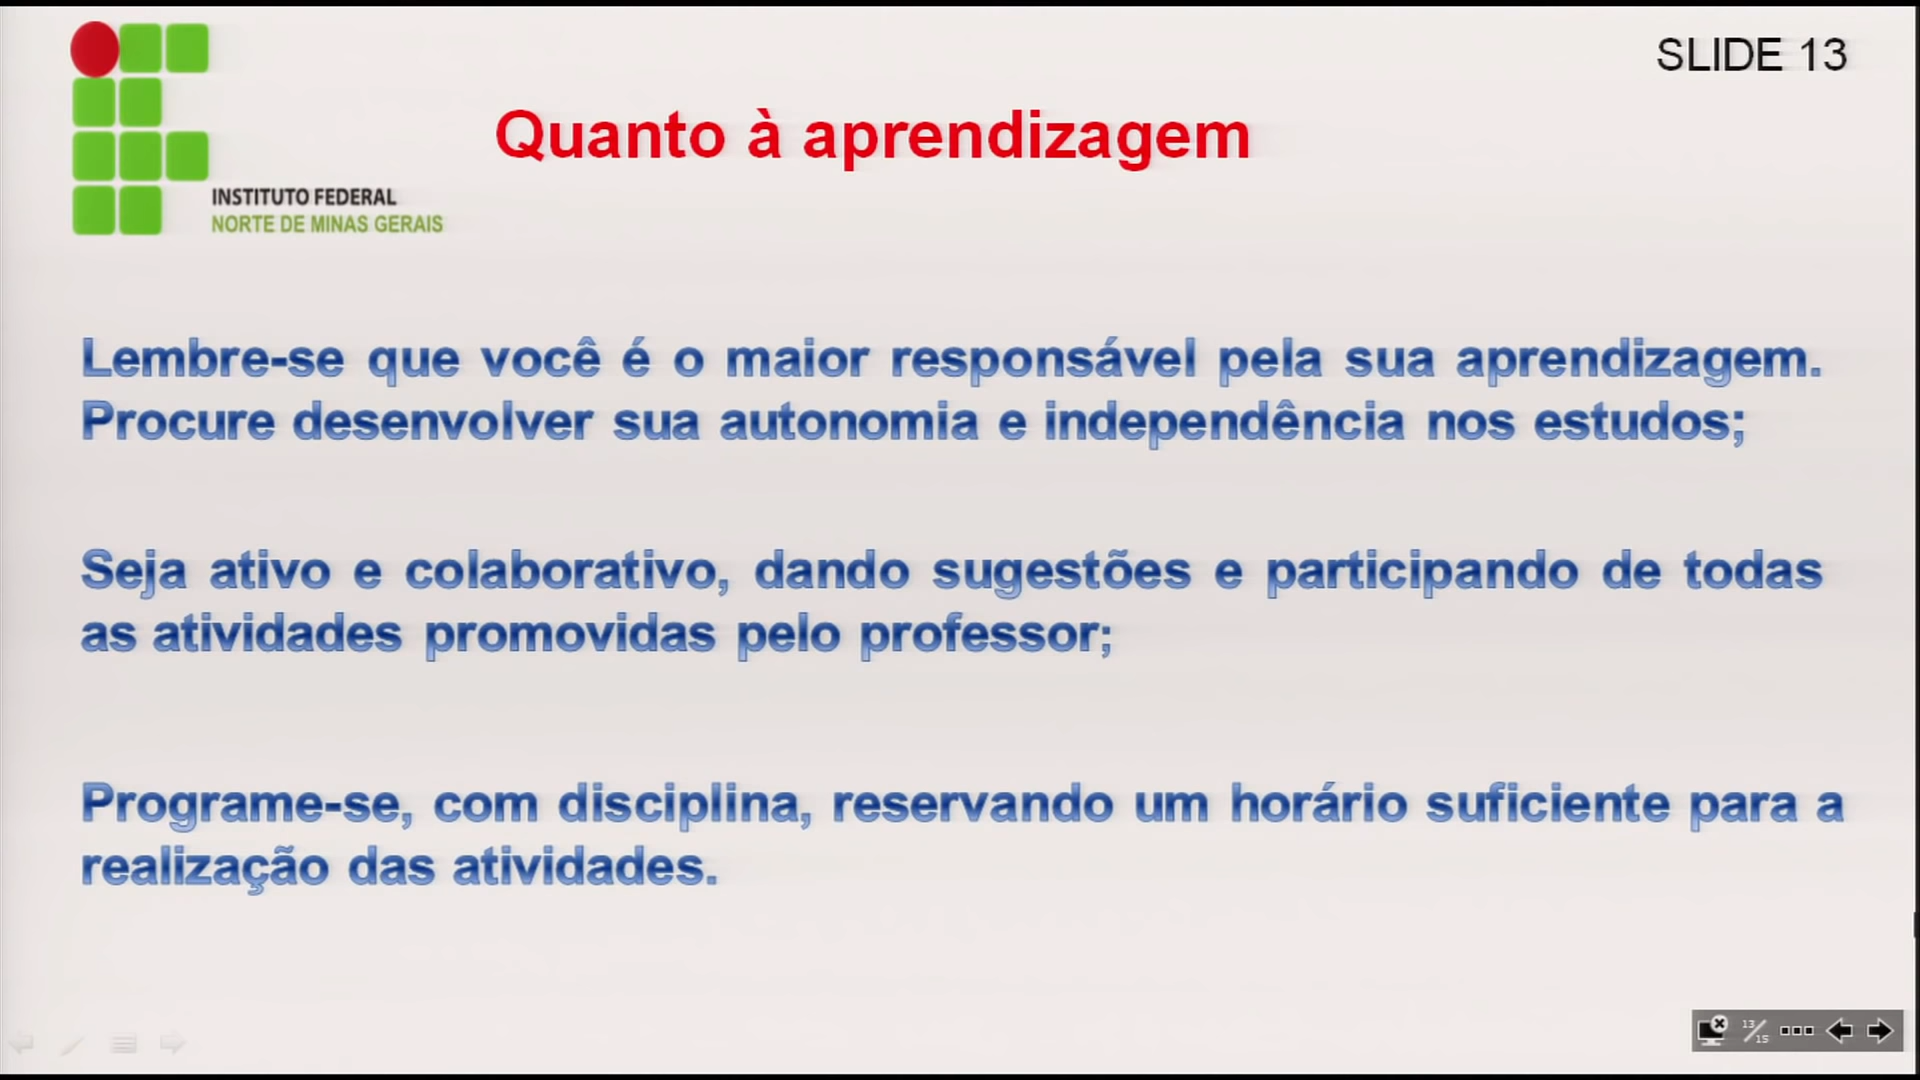 SLIDE 13
Quanto à aprendizagem
INSTITUTO FEDERAL
NORTE DE MINAS GERAIS
Lembre-se que você é o maior responsável pela sua aprendizagem.
Procure desenvolver sua autonomia e independência nos estudos;
Seja ativo e colaborativo, dando sugestões e participando de todas
as atividades promovidas pelo professor;
Programe-se, com disciplina, reservando um horário suficiente para a
realização das atividades.
13/15